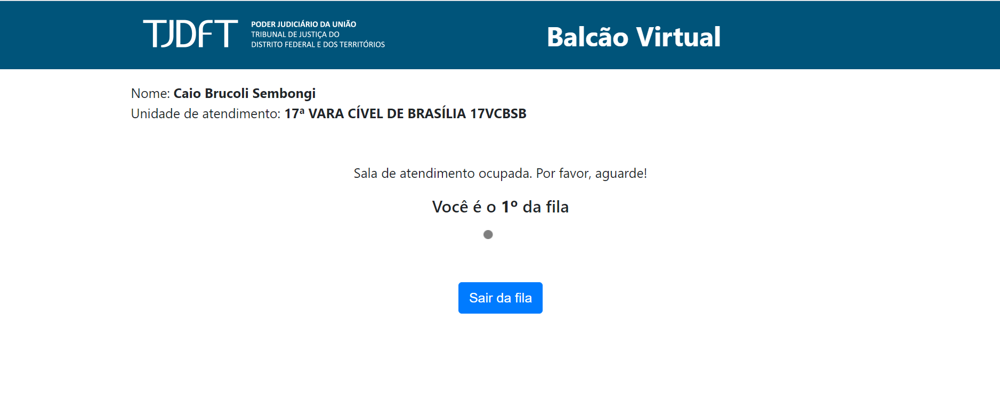 TJDFT
PODER JUDICIÁRIO DA UNIÃO
TRIBUNAL DE JUSTIÇA DO
DISTRITO FEDERAL E DOS TERRITÓRIOS
Balcão Virtual
Nome: Caio Brucoli Sembongi
Unidade de atendimento: 17ª VARA CÍVEL DE BRASÍLIA 17VCBSB
Sala de atendimento ocupada. Por favor, aguarde!
Você é o 1º da fila
Sair da fila